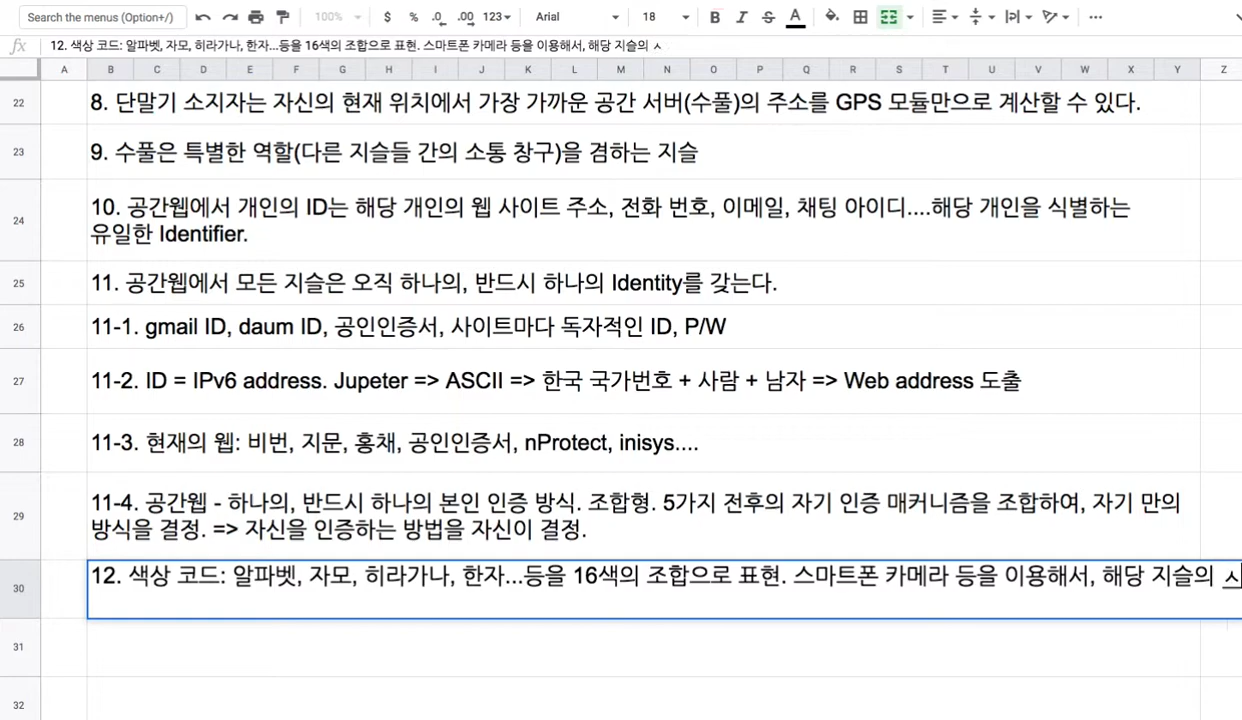 Search the menus (Option+/)
100% $ % .0 .00 123 Arial 18 B I S A
fx 12. 색상 코드: 알파벳, 자모, 히라가나, 한자...등을 16색의 조합으로 표현. 스마트폰 카메라 등을 이용해서, 해당 지슬의 ㅅ
A B C D E F G H I J K L M N O P Q R S T U V W X Y Z
22 8. 단말기 소지자는 자신의 현재 위치에서 가장 가까운 공간 서버(수풀)의 주소를 GPS 모듈만으로 계산할 수 있다.
23 9. 수풀은 특별한 역할(다른 지슬들 간의 소통 창구)을 겸하는 지슬
24 10. 공간웹에서 개인의 ID는 해당 개인의 웹 사이트 주소, 전화 번호, 이메일, 채팅 아이디....해당 개인을 식별하는
유일한 Identifier.
25 11. 공간웹에서 모든 지슬은 오직 하나의, 반드시 하나의 Identity를 갖는다.
26 11-1. gmail ID, daum ID, 공인인증서, 사이트마다 독자적인 ID, P/W
27 11-2. ID = IPv6 address. Jupeter => ASCII => 한국 국가번호 + 사람 + 남자 => Web address 도출
28 11-3. 현재의 웹: 비번, 지문, 홍채, 공인인증서, nProtect, inisys....
29 11-4. 공간웹 - 하나의, 반드시 하나의 본인 인증 방식. 조합형. 5가지 전후의 자기 인증 매커니즘을 조합하여, 자기 만의
방식을 결정. => 자신을 인증하는 방법을 자신이 결정.
30 12. 색상 코드: 알파벳, 자모, 히라가나, 한자...등을 16색의 조합으로 표현. 스마트폰 카메라 등을 이용해서, 해당 지슬의 ㅅ
31
32